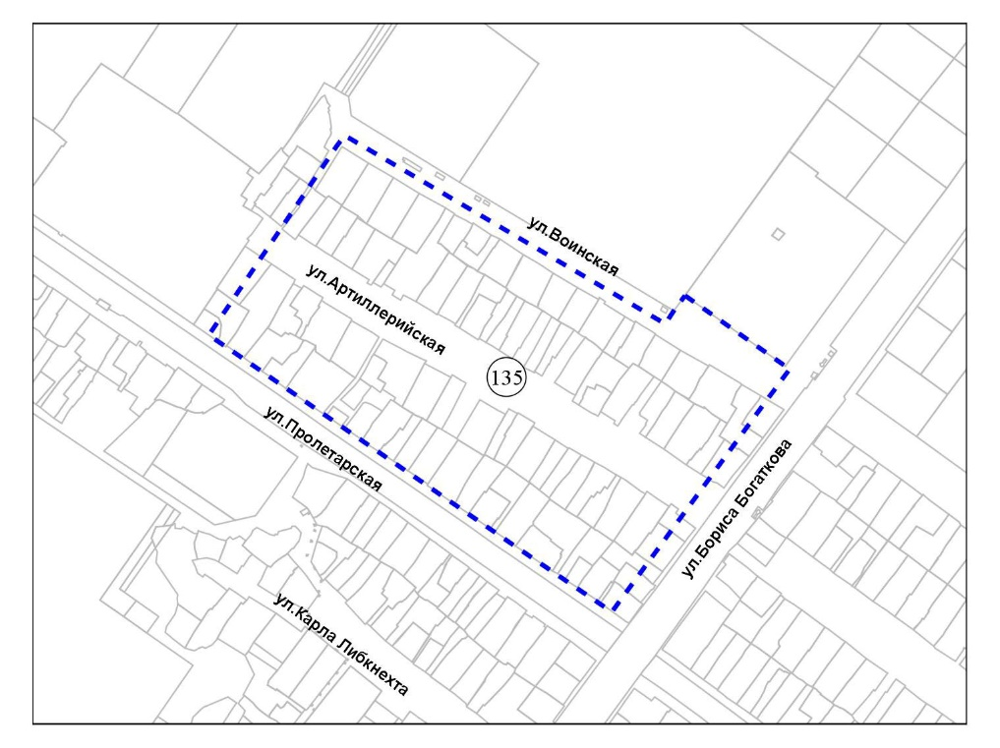 ул.Воинская
ул.Артиллерийская
135
ул.Пролетарская
ул.Бориса Богаткова
ул.Карла Либкнехта